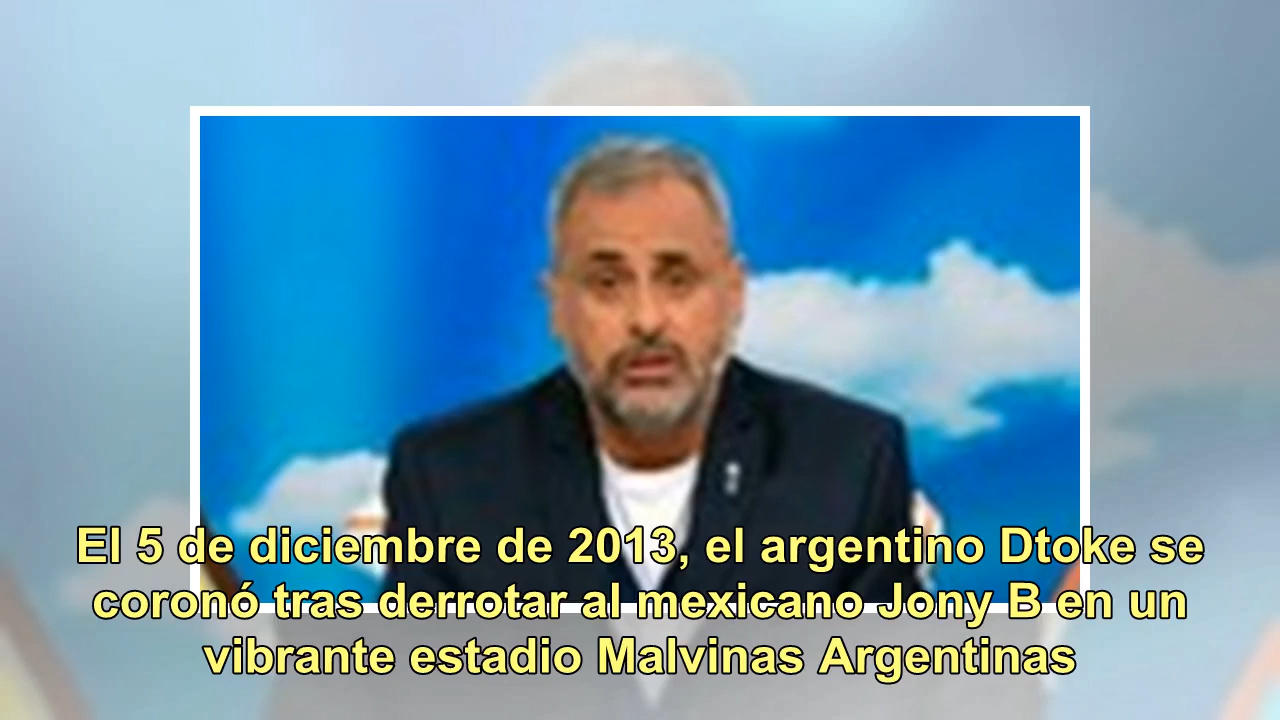 El 5 de diciembre de 2013, el argentino Dtoke se
coronó tras derrotar al mexicano Jony B en un
vibrante estadio Malvinas Argentinas